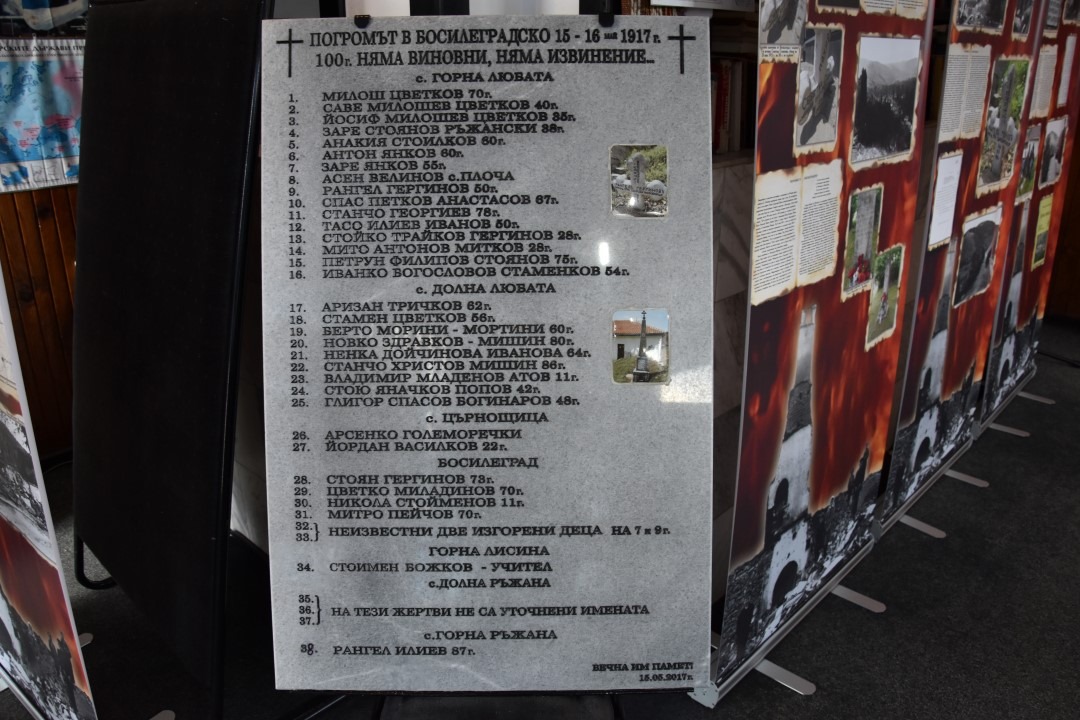 ПОГРОМЪТ В БОСИЛЕГРАДСКО 15 - 16 май 1917 г.
100г. НЯМА ВИНОВНИ, НЯМА ИЗВИНЕНИЕ...
с. ГОРНА ЛЮБАТА
1. МИЛОШ ЦВЕТКОВ 70г.
2. САВЕ МИЛОШЕВ ЦВЕТКОВ 40г.
3. ЙОСИФ МИЛОШЕВ ЦВЕТКОВ 35г.
4. ЗАРЕ СТОЯНОВ РЪЖАНСКИ 38г.
5. АНАКИЯ СТОИЛКОВ 60г.
6. АНТОН ЯНКОВ 60г.
7. ЗАРЕ ЯНКОВ 55г.
8. АСЕН ВЕЛИНОВ с.ПЛОЧА
9. РАНГЕЛ ГЕРГИНОВ 50г.
10. СПАС ПЕТКОВ АНАСТАСОВ 67г.
11. СТАНЧО ГЕОРГИЕВ 78г.
12. ТАСО ИЛИЕВ ИВАНОВ 50г.
13. СТОЙКО ТРАЙКОВ ГЕРГИНОВ 28г.
14. МИТО АНТОНОВ МИТКОВ 28г.
15. ПЕТРУН ФИЛИПОВ СТОЯНОВ 75г.
16. ИВАНКО БОГОСЛОВОВ СТАМЕНКОВ 54г.
с. ДОЛНА ЛЮБАТА
17. АРИЗАН ТРИЧКОВ 62г.
18. СТАМЕН ЦВЕТКОВ 56г.
19. БЕРТО МОРИНИ - МОРТИНИ 60г.
20. НОВКО ЗДРАВКОВ - МИШИН 80г.
21. НЕНКА ДОЙЧИНОВА ИВАНОВА 64г.
22. СТАНЧО ХРИСТОВ МИШИН 86г.
23. ВЛАДИМИР МЛАДЕНОВ АТОВ 11г.
24. СТОЮ ЯНАЧКОВ ПОПОВ 42г.
25. ГЛИГОР СПАСОВ БОГИНАРОВ 48г.
с. ЦЪРНОЩИЦА
26. АРСЕНКО ГОЛЕМОРЕЧКИ
27. ЙОРДАН ВАСИЛКОВ 22г.
БОСИЛЕГРАД
28. СТОЯН ГЕРГИНОВ 73г.
29. ЦВЕТКО МИЛАДИНОВ 70г.
30. НИКОЛА СТОЙМЕНОВ 11г.
31. МИТРО ПЕЙЧОВ 70г.
32.
33.} НЕИЗВЕСТНИ ДВЕ ИЗГОРЕНИ ДЕЦА НА 7 и 9г.
ГОРНА ЛИСИНА
34. СТОИМЕН БОЖКОВ - УЧИТЕЛ
с.ДОЛНА РЪЖАНА
35.
36.} НА ТЕЗИ ЖЕРТВИ НЕ СА УТОЧНЕНИ ИМЕНАТА
37.
с.ГОРНА РЪЖАНА
38. РАНГЕЛ ИЛИЕВ 87г.
ВЕЧНА ИМ ПАМЕТ!
15.05.2017г.